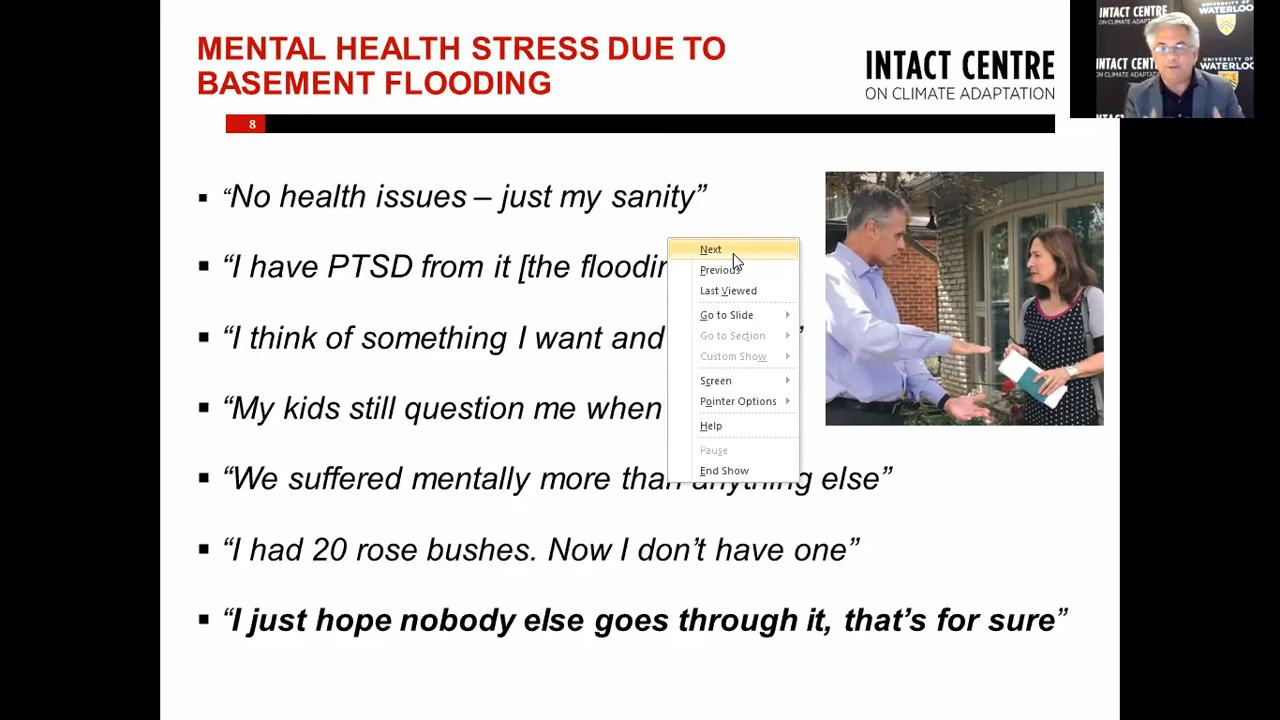 MENTAL HEALTH STRESS DUE TO
BASEMENT FLOODING
INTACT CENTRE
ON CLIMATE ADAPTATION
8
▪ “No health issues – just my sanity”
▪ “I have PTSD from it [the
▪ “I think of something I want and
▪ “My kids still question me when
▪ “We suffered mentally more than anything else”
▪ “I had 20 rose bushes. Now I don’t have one”
▪ “I just hope nobody else goes through it, that’s for sure”
Next
Previous
Last Viewed
Go to Slide
Go to Section
Custom Show
Screen
Pointer Options
Help
Pause
End Show
INTACT CENTRE
ON CLIMATE ADAPTATION
UNIVERSITY OF
WATERLOO
INTACT CENTRE
UNIVERSITY OF
WATERLOO